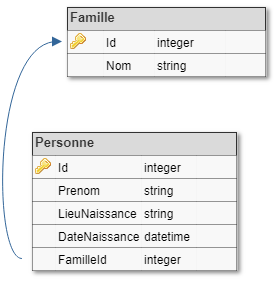 Famille
Id integer
Nom string
Personne
Id integer
Prenom string
LieuNaissance string
DateNaissance datetime
FamilleId integer